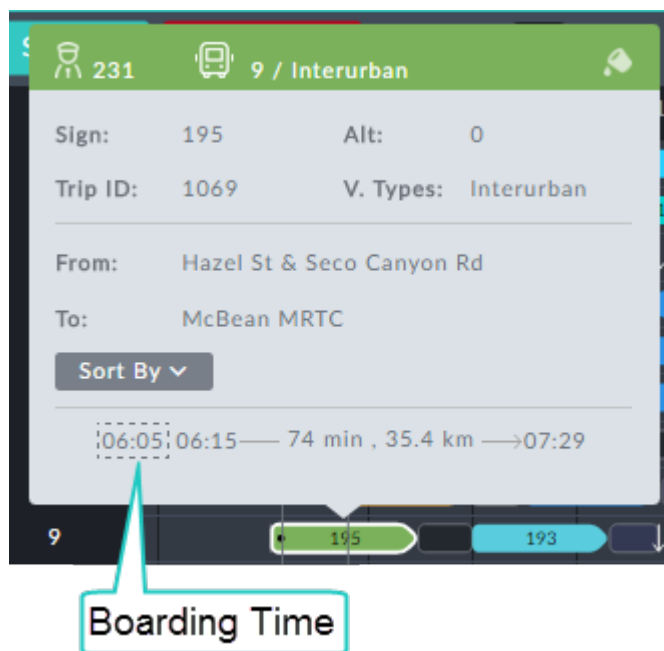 231 9 / Interurban
Sign: 195 Alt: 0
Trip ID: 1069 V. Types: Interurban
From: Hazel St & Seco Canyon Rd
To: McBean MRTC
Sort By
06:05 06:15 74 min , 35.4 km 07:29
9 195 193
Boarding Time